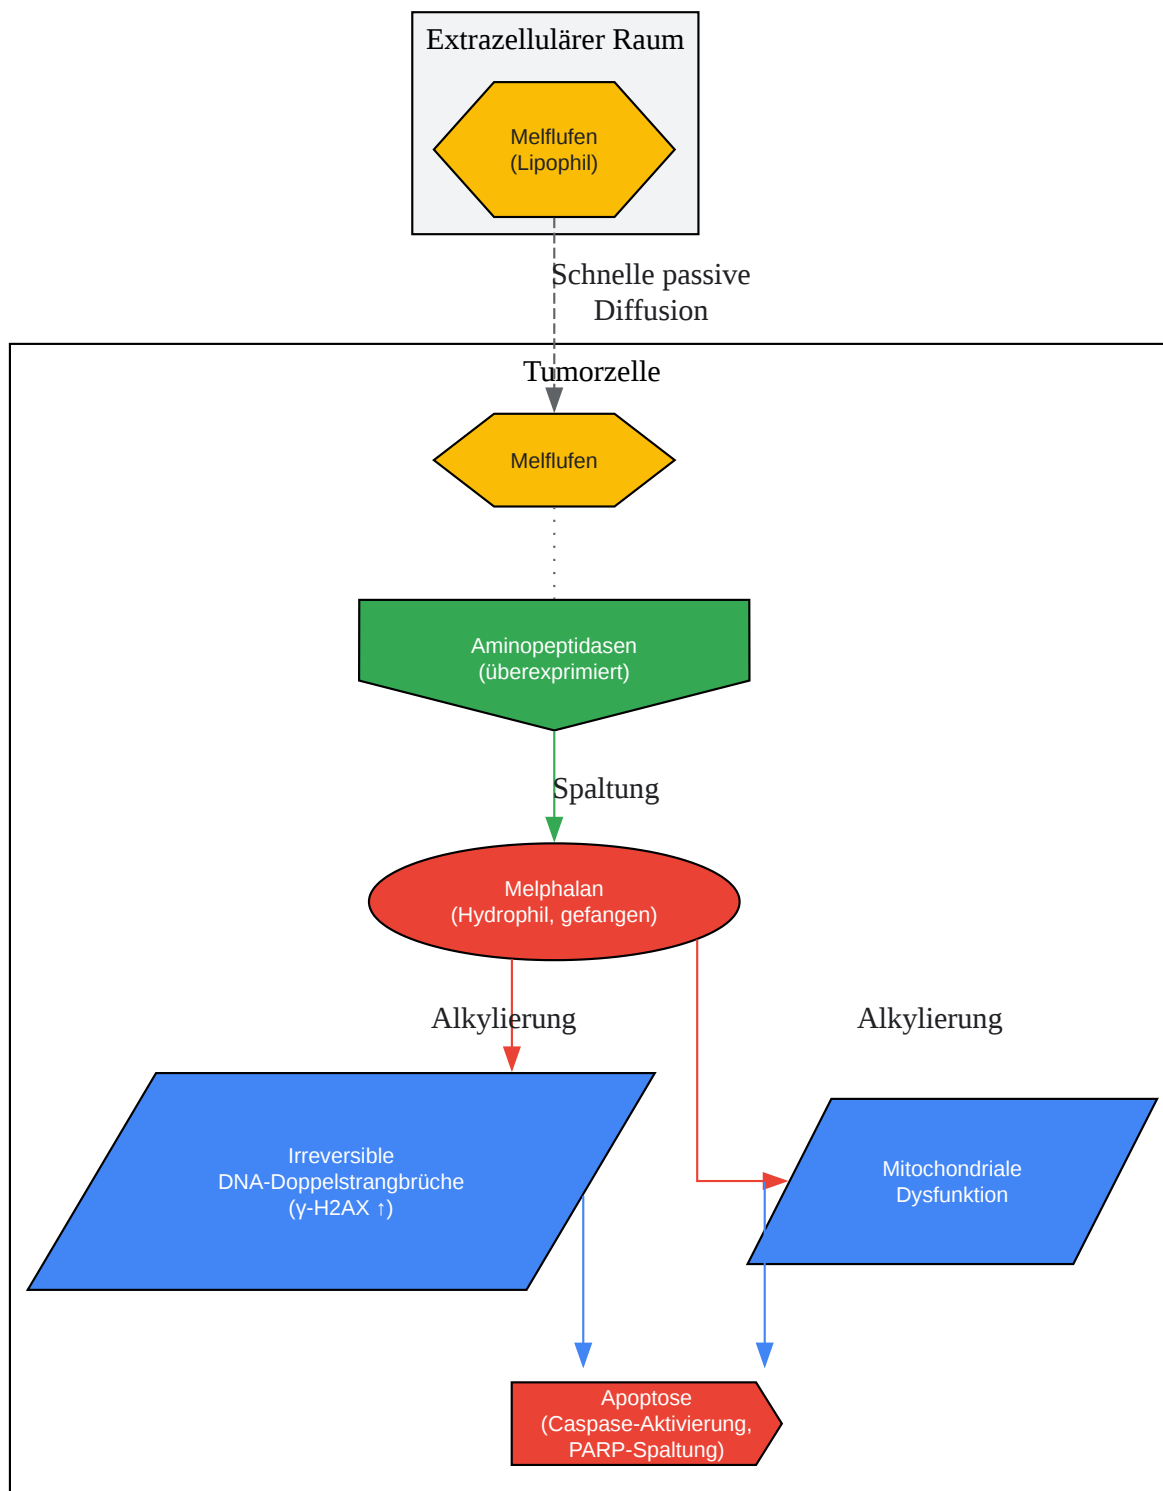 Extrazellulärer Raum
Melflufen
(Lipophil)
Schnelle passive
Diffusion
Tumorzelle
Melflufen
Aminopeptidasen
(überexprimiert)
Spaltung
Melphalan
(Hydrophil, gefangen)
Alkylierung
Alkylierung
Irreversible
DNA-Doppelstrangbrüche
(γ-H2AX ↑)
Mitochondriale
Dysfunktion
Apoptose
(Caspase-Aktivierung,
PARP-Spaltung)